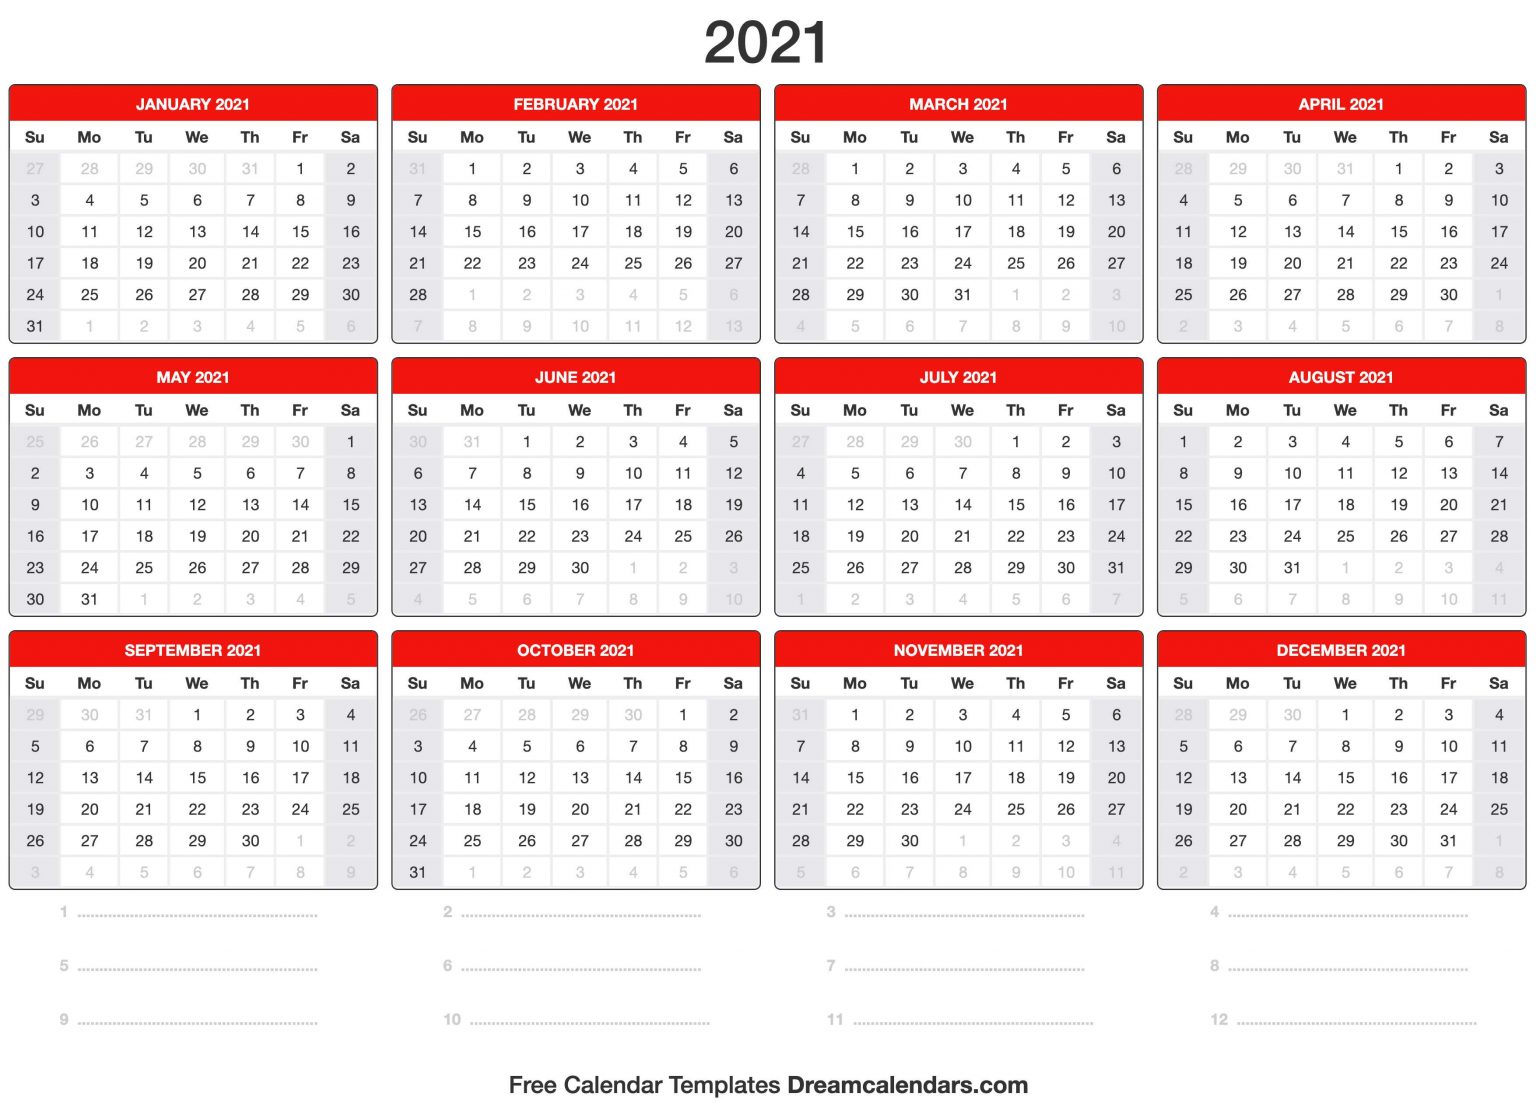 2021
JANUARY 2021
Su Mo Tu We Th Fr Sa
27 28 29 30 31 1 2
3 4 5 6 7 8 9
10 11 12 13 14 15 16
17 18 19 20 21 22 23
24 25 26 27 28 29 30
31 1 2 3 4 5 6
FEBRUARY 2021
Su Mo Tu We Th Fr Sa
31 1 2 3 4 5 6
7 8 9 10 11 12 13
14 15 16 17 18 19 20
21 22 23 24 25 26 27
28 1 2 3 4 5 6
7 8 9 10 11 12 13
MARCH 2021
Su Mo Tu We Th Fr Sa
28 1 2 3 4 5 6
7 8 9 10 11 12 13
14 15 16 17 18 19 20
21 22 23 24 25 26 27
28 29 30 31 1 2 3
4 5 6 7 8 9 10
APRIL 2021
Su Mo Tu We Th Fr Sa
28 29 30 31 1 2 3
4 5 6 7 8 9 10
11 12 13 14 15 16 17
18 19 20 21 22 23 24
25 26 27 28 29 30 1
2 3 4 5 6 7 8
MAY 2021
Su Mo Tu We Th Fr Sa
25 26 27 28 29 30 1
2 3 4 5 6 7 8
9 10 11 12 13 14 15
16 17 18 19 20 21 22
23 24 25 26 27 28 29
30 31 1 2 3 4 5
JUNE 2021
Su Mo Tu We Th Fr Sa
30 31 1 2 3 4 5
6 7 8 9 10 11 12
13 14 15 16 17 18 19
20 21 22 23 24 25 26
27 28 29 30 1 2 3
4 5 6 7 8 9 10
JULY 2021
Su Mo Tu We Th Fr Sa
27 28 29 30 1 2 3
4 5 6 7 8 9 10
11 12 13 14 15 16 17
18 19 20 21 22 23 24
25 26 27 28 29 30 31
1 2 3 4 5 6 7
AUGUST 2021
Su Mo Tu We Th Fr Sa
1 2 3 4 5 6 7
8 9 10 11 12 13 14
15 16 17 18 19 20 21
22 23 24 25 26 27 28
29 30 31 1 2 3 4
5 6 7 8 9 10 11
SEPTEMBER 2021
Su Mo Tu We Th Fr Sa
29 30 31 1 2 3 4
5 6 7 8 9 10 11
12 13 14 15 16 17 18
19 20 21 22 23 24 25
26 27 28 29 30 1 2
3 4 5 6 7 8 9
OCTOBER 2021
Su Mo Tu We Th Fr Sa
26 27 28 29 30 1 2
3 4 5 6 7 8 9
10 11 12 13 14 15 16
17 18 19 20 21 22 23
24 25 26 27 28 29 30
31 1 2 3 4 5 6
NOVEMBER 2021
Su Mo Tu We Th Fr Sa
31 1 2 3 4 5 6
7 8 9 10 11 12 13
14 15 16 17 18 19 20
21 22 23 24 25 26 27
28 29 30 1 2 3 4
5 6 7 8 9 10 11
DECEMBER 2021
Su Mo Tu We Th Fr Sa
28 29 30 1 2 3 4
5 6 7 8 9 10 11
12 13 14 15 16 17 18
19 20 21 22 23 24 25
26 27 28 29 30 31 1
2 3 4 5 6 7 8
1 2 3 4
5 6 7 8
9 10 11 12
Free Calendar Templates Dreamcalendars.com